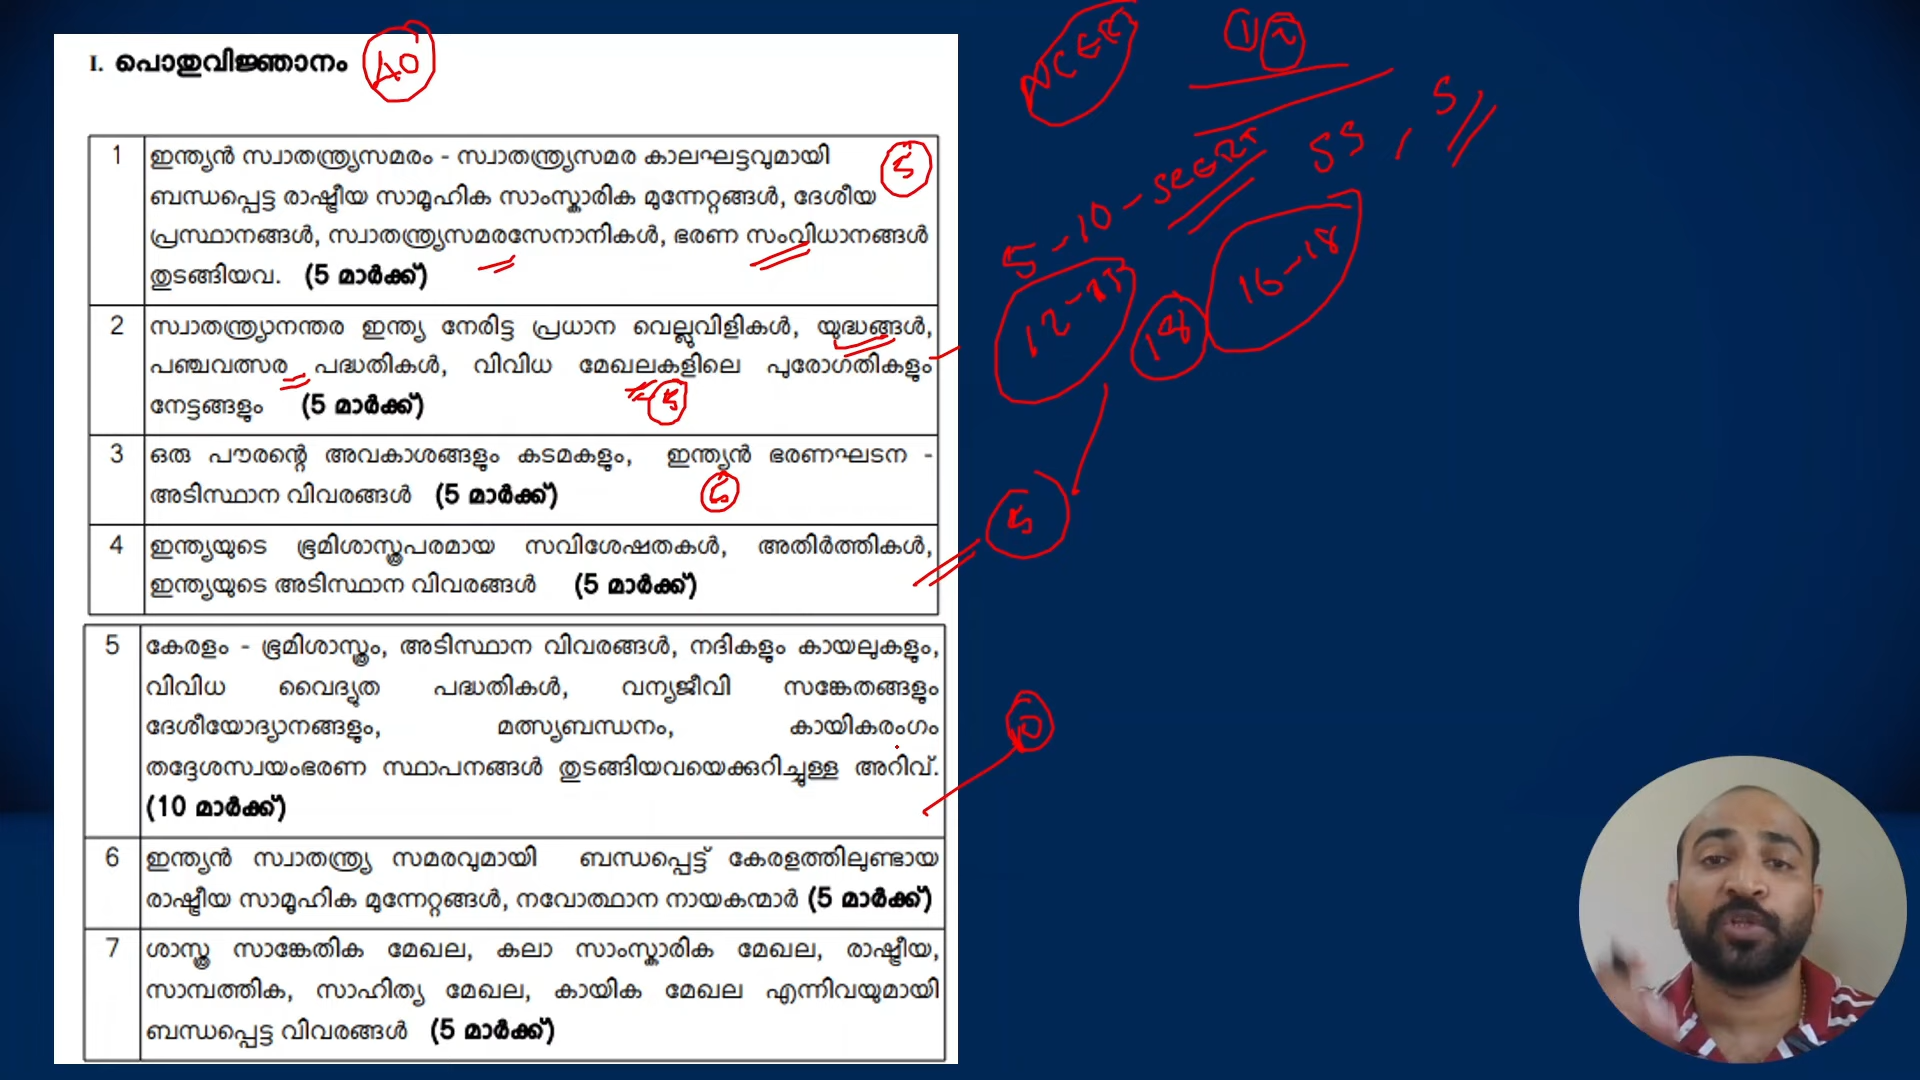 I. പൊതുവിജ്ഞാനം 40
1 ഇന്ത്യൻ സ്വാതന്ത്ര്യസമരം - സ്വാതന്ത്ര്യസമര കാലഘട്ടവുമായി 5
ബന്ധപ്പെട്ട രാഷ്ട്രീയ സാമൂഹിക സാംസ്കാരിക മുന്നേറ്റങ്ങൾ, ദേശീയ
പ്രസ്ഥാനങ്ങൾ, സ്വാതന്ത്ര്യസമരസേനാനികൾ, ഭരണ സംവിധാനങ്ങൾ
തുടങ്ങിയവ. (5 മാർക്ക്)
2 സ്വാതന്ത്ര്യാനന്തര ഇന്ത്യ നേരിട്ട പ്രധാന വെല്ലുവിളികൾ, യുദ്ധങ്ങൾ,
പഞ്ചവത്സര പദ്ധതികൾ, വിവിധ മേഖലകളിലെ പുരോഗതികളും
നേട്ടങ്ങളും (5 മാർക്ക്) 5
3 ഒരു പൗരന്റെ അവകാശങ്ങളും കടമകളും, ഇന്ത്യൻ ഭരണഘടന -
അടിസ്ഥാന വിവരങ്ങൾ (5 മാർക്ക്)
4 ഇന്ത്യയുടെ ഭൂമിശാസ്ത്രപരമായ സവിശേഷതകൾ, അതിർത്തികൾ,
ഇന്ത്യയുടെ അടിസ്ഥാന വിവരങ്ങൾ (5 മാർക്ക്)
5 കേരളം - ഭൂമിശാസ്ത്രം, അടിസ്ഥാന വിവരങ്ങൾ, നദികളും കായലുകളും,
വിവിധ വൈദ്യുത പദ്ധതികൾ, വന്യജീവി സങ്കേതങ്ങളും
ദേശീയോദ്യാനങ്ങളും, മത്സ്യബന്ധനം, കായികരംഗം
തദ്ദേശസ്വയംഭരണ സ്ഥാപനങ്ങൾ തുടങ്ങിയവയെക്കുറിച്ചുള്ള അറിവ്.
(10 മാർക്ക്)
6 ഇന്ത്യൻ സ്വാതന്ത്ര്യ സമരവുമായി ബന്ധപ്പെട്ട് കേരളത്തിലുണ്ടായ
രാഷ്ട്രീയ സാമൂഹിക മുന്നേറ്റങ്ങൾ, നവോത്ഥാന നായകന്മാർ (5 മാർക്ക്)
7 ശാസ്ത്ര സാങ്കേതിക മേഖല, കലാ സാംസ്കാരിക മേഖല, രാഷ്ട്രീയ,
സാമ്പത്തിക, സാഹിത്യ മേഖല, കായിക മേഖല എന്നിവയുമായി
ബന്ധപ്പെട്ട വിവരങ്ങൾ (5 മാർക്ക്)
NCERT
1 2
5-10-SCERT SS, S
18 16-18
5
10